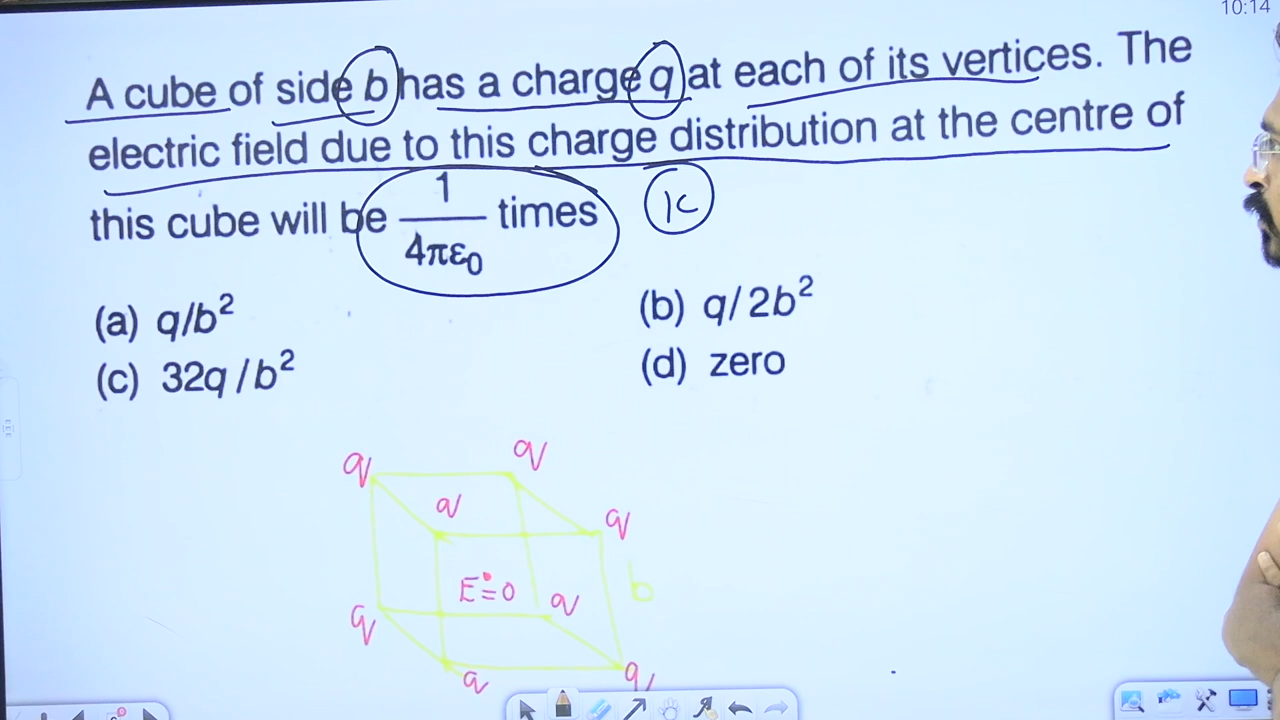 10:14
A cube of side b has a charge q at each of its vertices. The
electric field due to this charge distribution at the centre of
this cube will be 1/4πε₀ times K
(a) q/b² (b) q/2b²
(c) 32q/b² (d) zero
q q
q q
b
E=0 q
q
q q